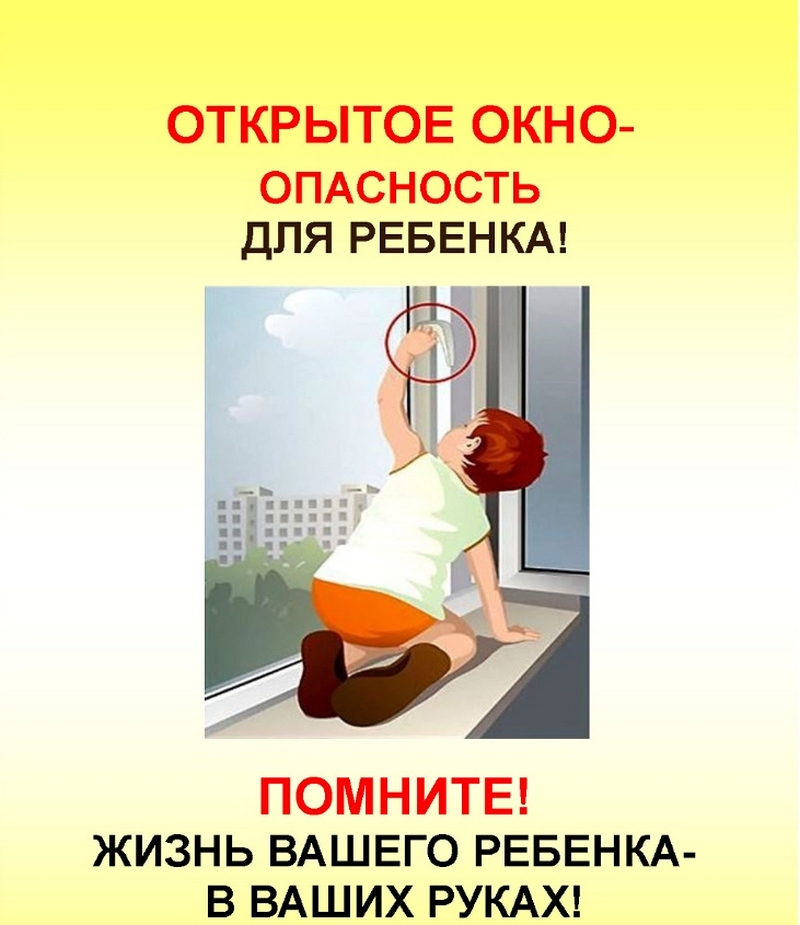 ОТКРЫТОЕ ОКНО-
ОПАСНОСТЬ
ДЛЯ РЕБЕНКА!
ПОМНИТЕ!
ЖИЗНЬ ВАШЕГО РЕБЕНКА-
В ВАШИХ РУКАХ!